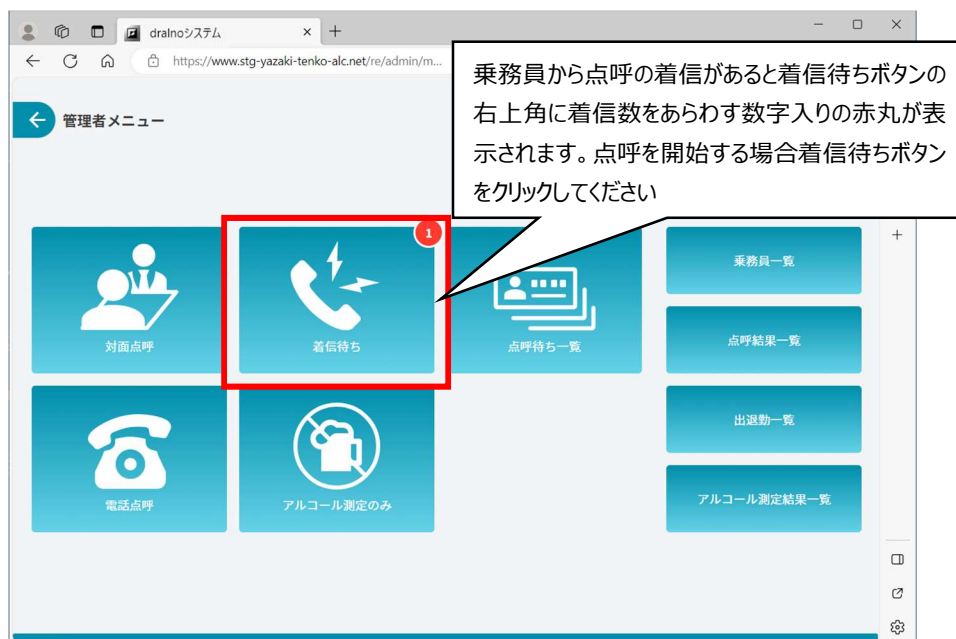 dralnoシステム
https://www.stg-yazaki-tenko-alc.net/re/admin/m...
乗務員から点呼の着信があると着信待ちボタンの
右上角に着信数をあらわす数字入りの赤丸が表
示されます。点呼を開始する場合着信待ちボタン
をクリックしてください
管理者メニュー
1
対面点呼
着信待ち
点呼待ち一覧
乗務員一覧
点呼結果一覧
電話点呼
アルコール測定のみ
出退勤一覧
アルコール測定結果一覧